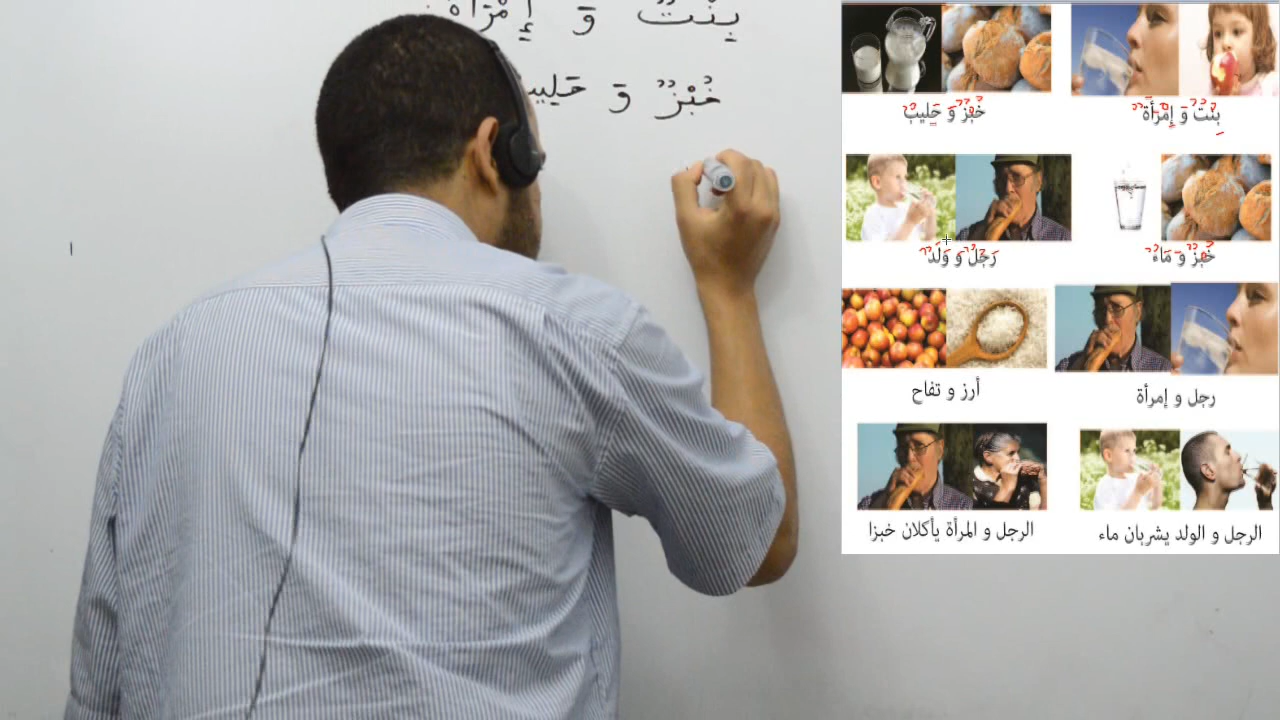 بِنْتٌ وَ إِمْرَأَة
خُبْزٌ وَ حَلِيبٌ
بِنْتٌ وَ إِمْرَأَةٌ
خُبْزٌ وَ حَلِيبٌ
خُبْزٌ وَ مَاءٌ
رَجُلٌ وَ وَلَدٌ
رجل و إمرأة
أرز و تفاح
الرجل و الولد يشربان ماء
الرجل و المرأة يأكلان خبزا